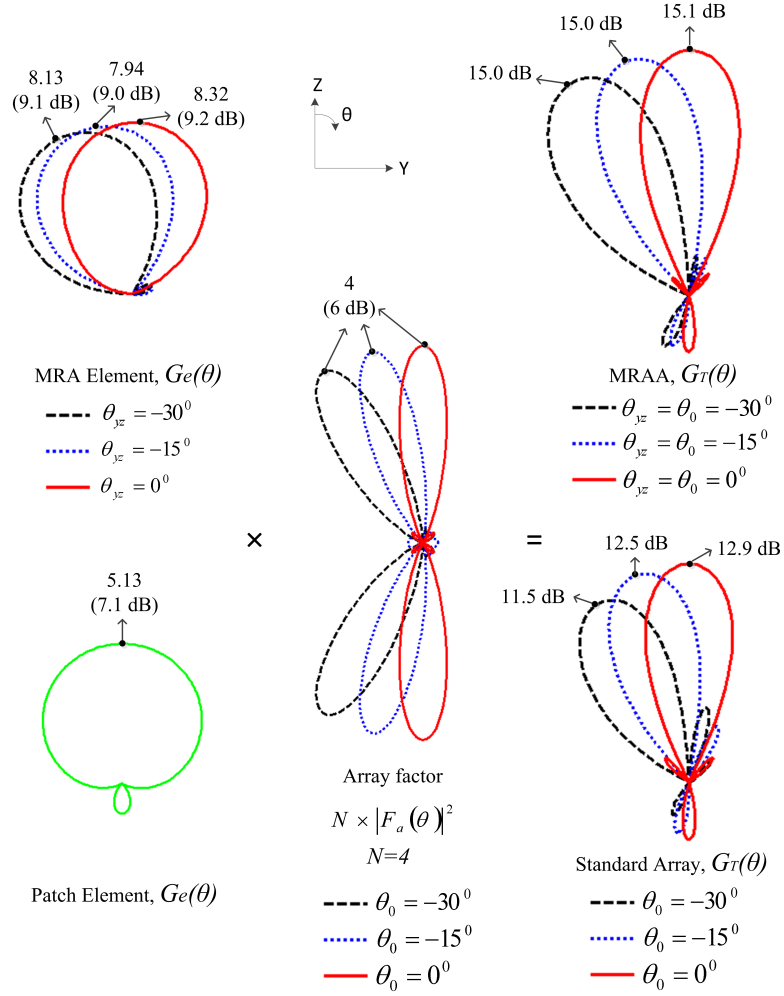 8.13
(9.1 dB)
7.94
(9.0 dB)
8.32
(9.2 dB)
Z
θ
Y
15.0 dB
15.0 dB
15.1 dB
MRA Element, Ge(θ)
θyz = −30⁰
θyz = −15⁰
θyz = 0⁰
4
(6 dB)
MRAA, GT(θ)
θyz = θ0 = −30⁰
θyz = θ0 = −15⁰
θyz = θ0 = 0⁰
×
=
5.13
(7.1 dB)
Patch Element, Ge(θ)
Array factor
N × |Fa(θ)|²
N=4
θ0 = −30⁰
θ0 = −15⁰
θ0 = 0⁰
11.5 dB
12.5 dB
12.9 dB
Standard Array, GT(θ)
θ0 = −30⁰
θ0 = −15⁰
θ0 = 0⁰